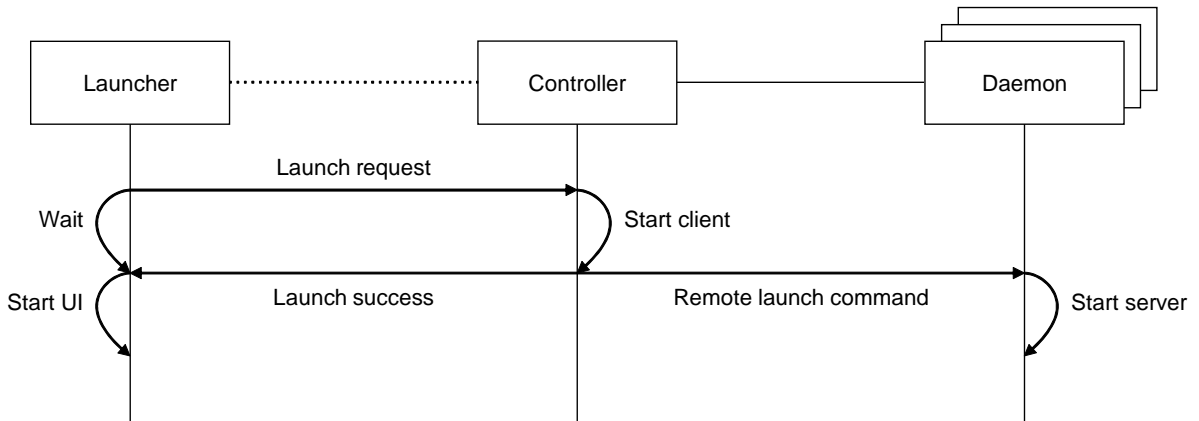 Launcher
Controller
Daemon
Launch request
Wait
Start client
Launch success
Remote launch command
Start UI
Start server